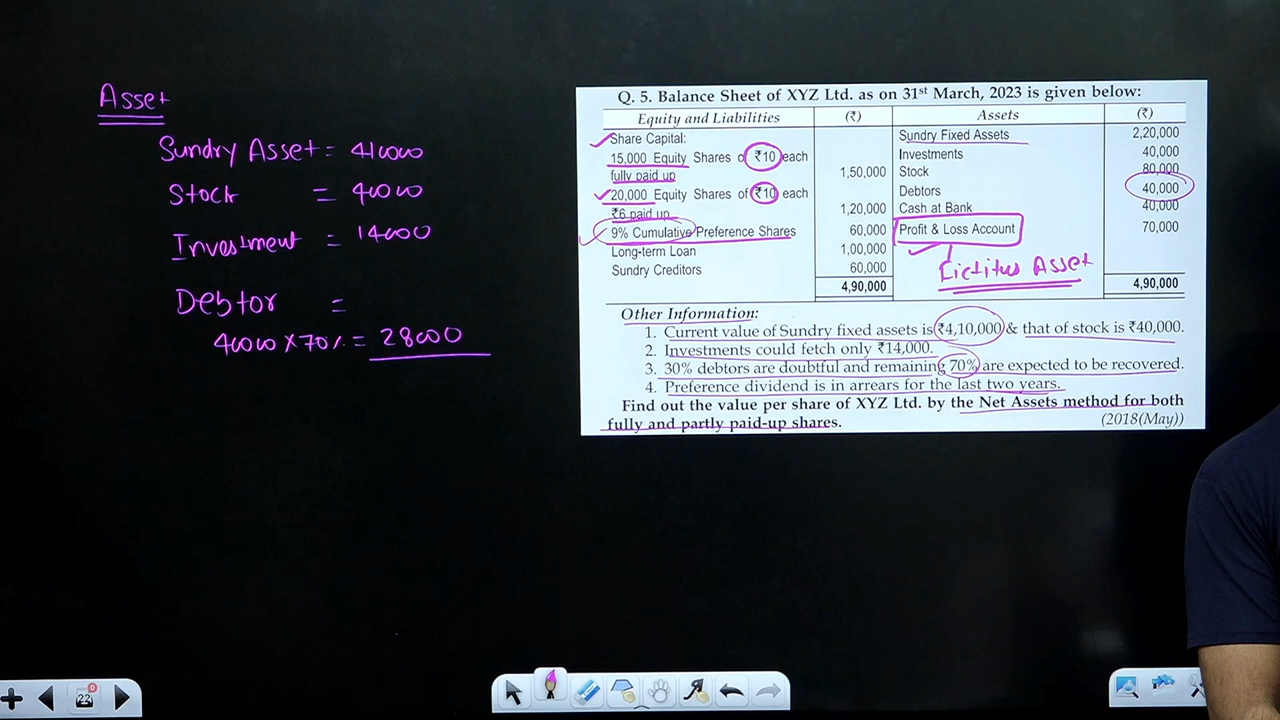 Asset
Sundry Asset = 410000
Stock = 40000
Investment = 14000
Debtor =
40000 x 70% = 28000
Q. 5. Balance Sheet of XYZ Ltd. as on 31st March, 2023 is given below:
Equity and Liabilities (₹) Assets (₹)
Share Capital: Sundry Fixed Assets 2,20,000
15,000 Equity Shares of ₹10 each Investments 40,000
fully paid up 1,50,000 Stock 80,000
20,000 Equity Shares of ₹10 each Debtors 40,000
₹6 paid up 1,20,000 Cash at Bank 40,000
9% Cumulative Preference Shares 60,000 Profit & Loss Account 70,000
Long-term Loan 1,00,000
Sundry Creditors 60,000
Fictitus Asset
4,90,000 4,90,000
Other Information:
1. Current value of Sundry fixed assets is ₹4,10,000 & that of stock is ₹40,000.
2. Investments could fetch only ₹14,000.
3. 30% debtors are doubtful and remaining 70% are expected to be recovered.
4. Preference dividend is in arrears for the last two years.
Find out the value per share of XYZ Ltd. by the Net Assets method for both
fully and partly paid-up shares. (2018(May))
22